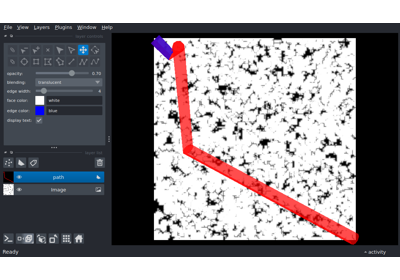 File View Layers Plugins Window Help
opacity: 0.70
blending: translucent
edge width:
face color: white
edge color: blue
display text:
path
Image
Ready activity